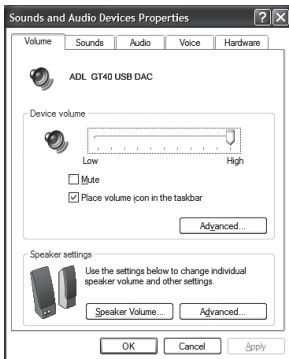 Sounds and Audio Devices Properties
Volume Sounds Audio Voice Hardware
ADL GT40 USB DAC
Device volume
Low High
Mute
Place volume icon in the taskbar
Advanced...
Speaker settings
Use the settings below to change individual
speaker volume and other settings.
Speaker Volume... Advanced...
OK Cancel Apply